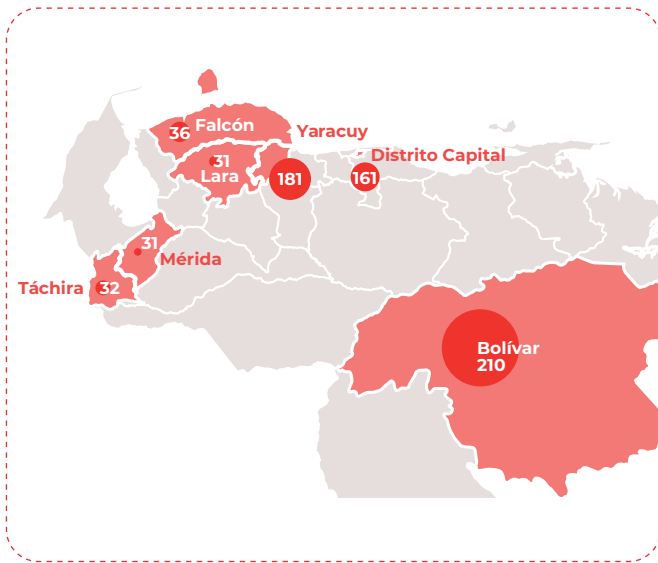 36 Falcón
Yaracuy
31
Lara
181
Distrito Capital
161
31
Mérida
Táchira
32
Bolívar
210